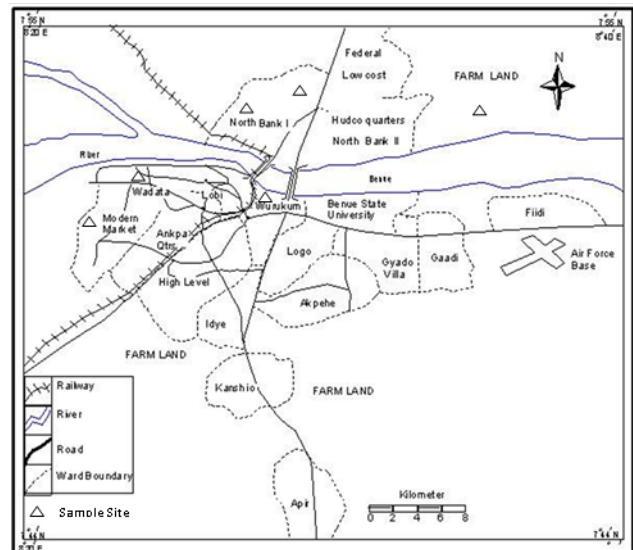 7°55 N
8°20 E
7°55 N
8°40 E
Federal
Low cost
FARM LAND
N
North Bank I
Hudco quarters
North Bank II
River
Benue
Wadata
Lobi
Wurukum
Benue State
University
Modern
Market
Ankpa
Qtrs.
Fiidi
Logo
Gyado
Villa
Gaadi
Air Force
Base
High Level
Akpehe
Idye
FARM LAND
Kanshio
FARM LAND
Railway
River
Road
Ward Boundary
Sample Site
Apir
Kilometer
0 2 4 6 8